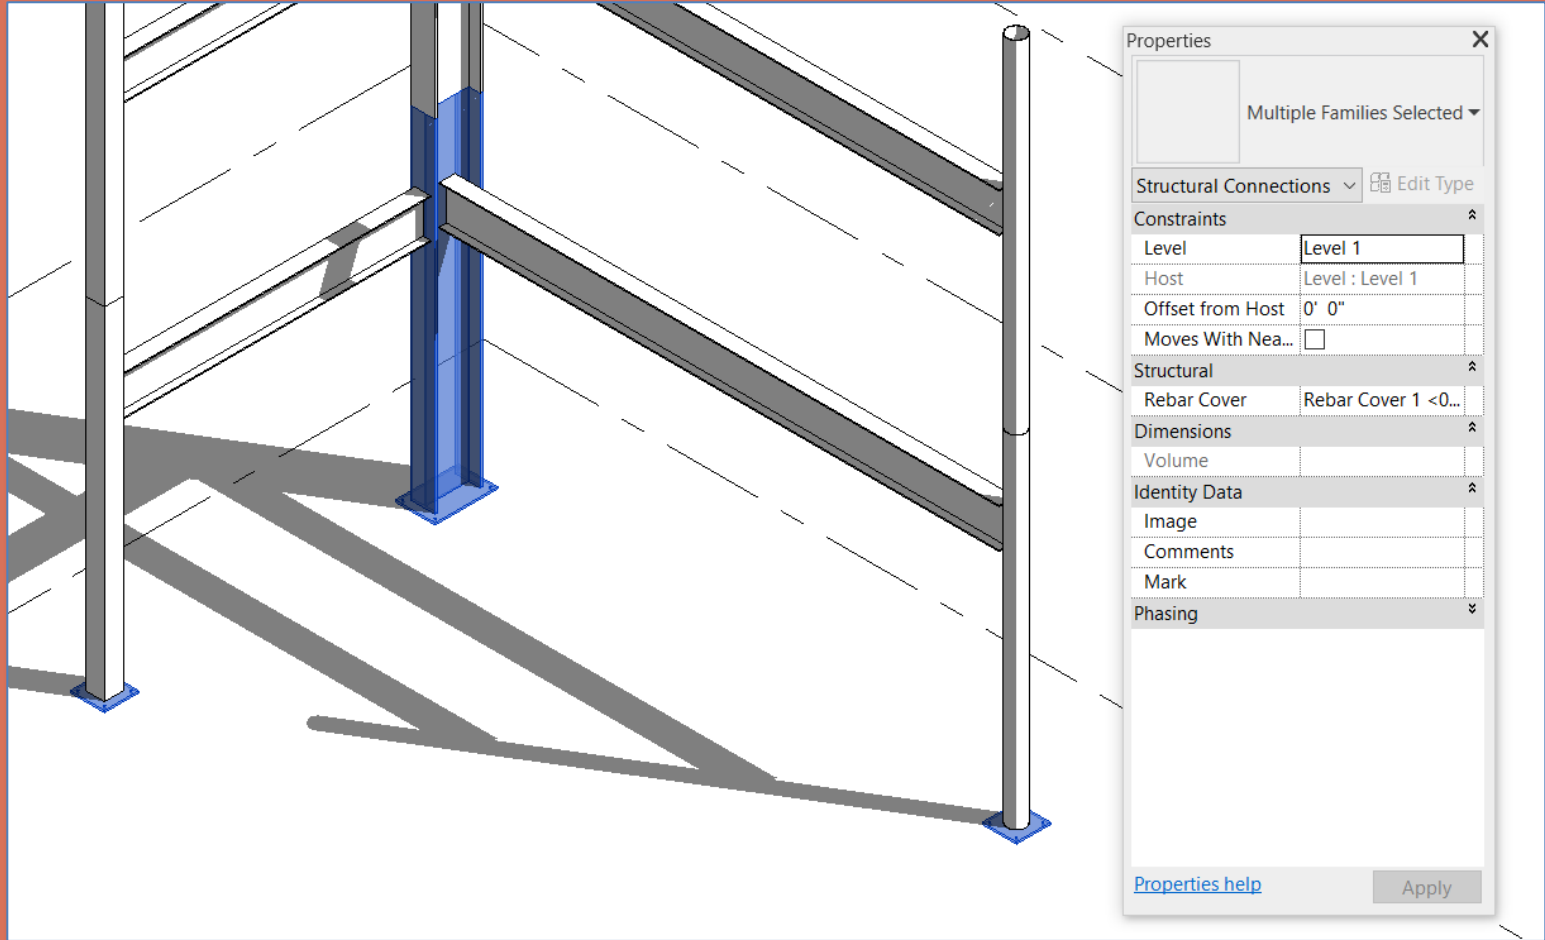 Properties
Multiple Families Selected
Structural Connections Edit Type
Constraints
Level Level 1
Host Level : Level 1
Offset from Host 0' 0"
Moves With Nea...
Structural
Rebar Cover Rebar Cover 1 <0...
Dimensions
Volume
Identity Data
Image
Comments
Mark
Phasing
Properties help Apply